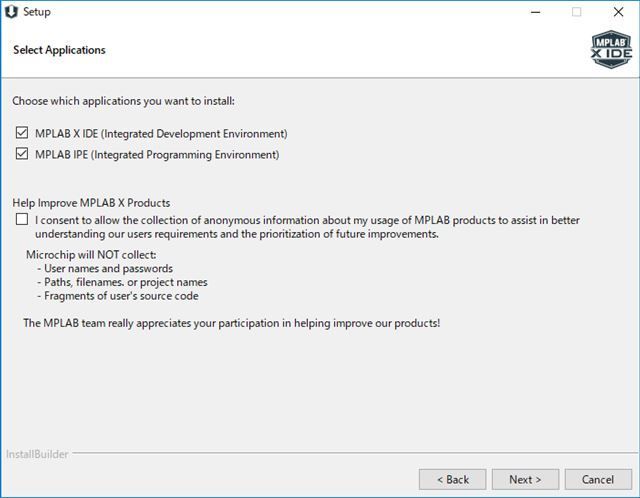 Setup
Select Applications
MPLAB
X IDE
Choose which applications you want to install:
MPLAB X IDE (Integrated Development Environment)
MPLAB IPE (Integrated Programming Environment)
Help Improve MPLAB X Products
I consent to allow the collection of anonymous information about my usage of MPLAB products to assist in better
understanding our users requirements and the prioritization of future improvements.
Microchip will NOT collect:
- User names and passwords
- Paths, filenames. or project names
- Fragments of user's source code
The MPLAB team really appreciates your participation in helping improve our products!
InstallBuilder
< Back
Next >
Cancel